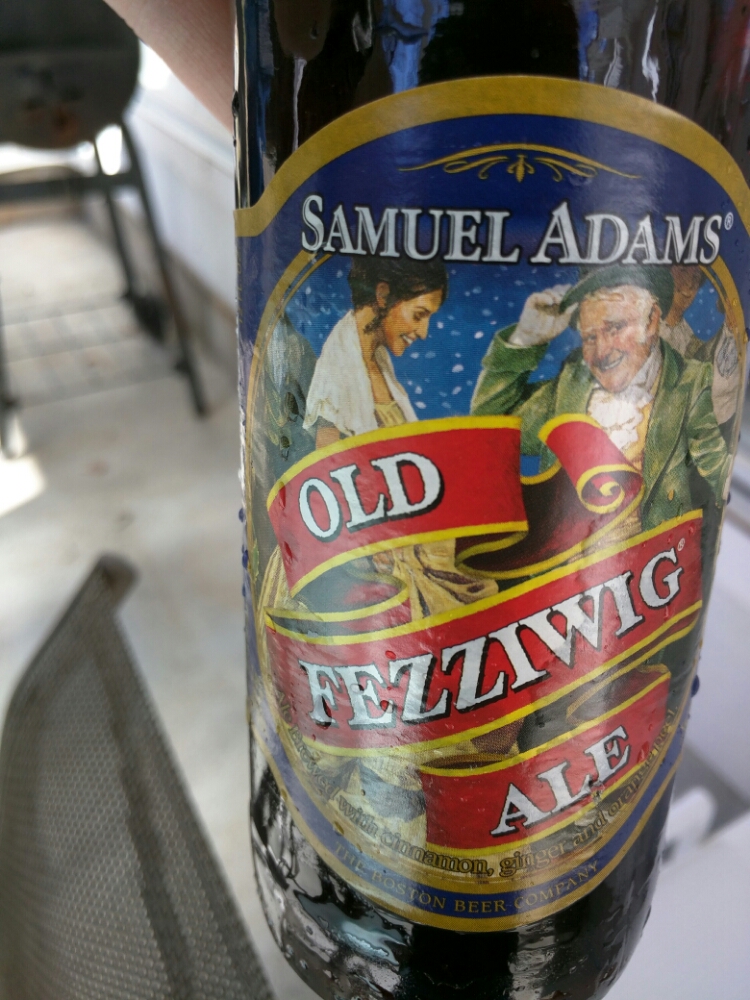 SAMUEL ADAMS®
OLD
FEZZIWIG®
ALE
with cinnamon, ginger and orange peel
THE BOSTON BEER COMPANY